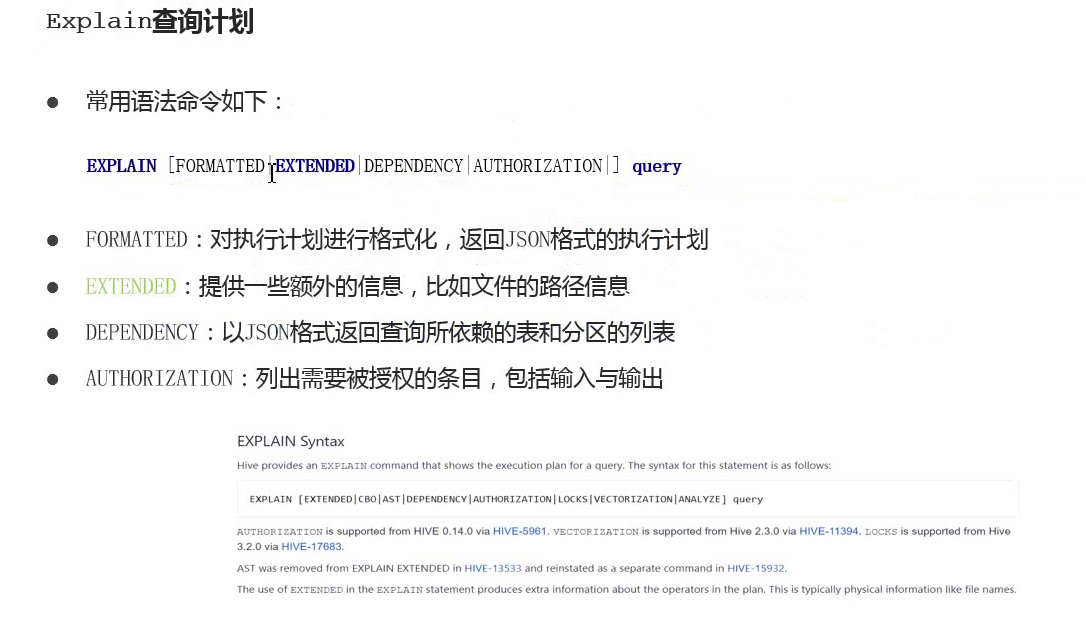 Explain查询计划
● 常用语法命令如下：
EXPLAIN [FORMATTED|EXTENDED|DEPENDENCY|AUTHORIZATION|] query
● FORMATTED：对执行计划进行格式化，返回JSON格式的执行计划
● EXTENDED：提供一些额外的信息，比如文件的路径信息
● DEPENDENCY：以JSON格式返回查询所依赖的表和分区的列表
● AUTHORIZATION：列出需要被授权的条目，包括输入与输出
EXPLAIN Syntax
Hive provides an EXPLAIN command that shows the execution plan for a query. The syntax for this statement is as follows:
EXPLAIN [EXTENDED|CBO|AST|DEPENDENCY|AUTHORIZATION|LOCKS|VECTORIZATION|ANALYZE] query
AUTHORIZATION is supported from HIVE 0.14.0 via HIVE-5961. VECTORIZATION is supported from Hive 2.3.0 via HIVE-11394. LOCKS is supported from Hive
3.2.0 via HIVE-17683.
AST was removed from EXPLAIN EXTENDED in HIVE-13533 and reinstated as a separate command in HIVE-15932.
The use of EXTENDED in the EXPLAIN statement produces extra information about the operators in the plan. This is typically physical information like file names.